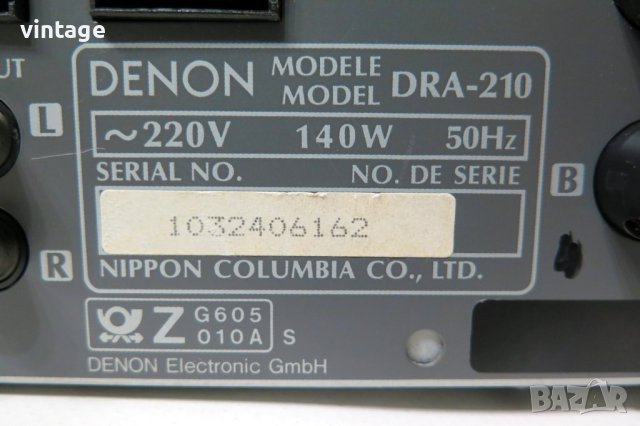 vintage
UT
DENON MODELE MODEL DRA-210
L
~220V 140W 50Hz
SERIAL NO. NO. DE SERIE
B
1032406162
R
NIPPON COLUMBIA CO., LTD.
Z G605 010A S
DENON Electronic GmbH
BAZAR